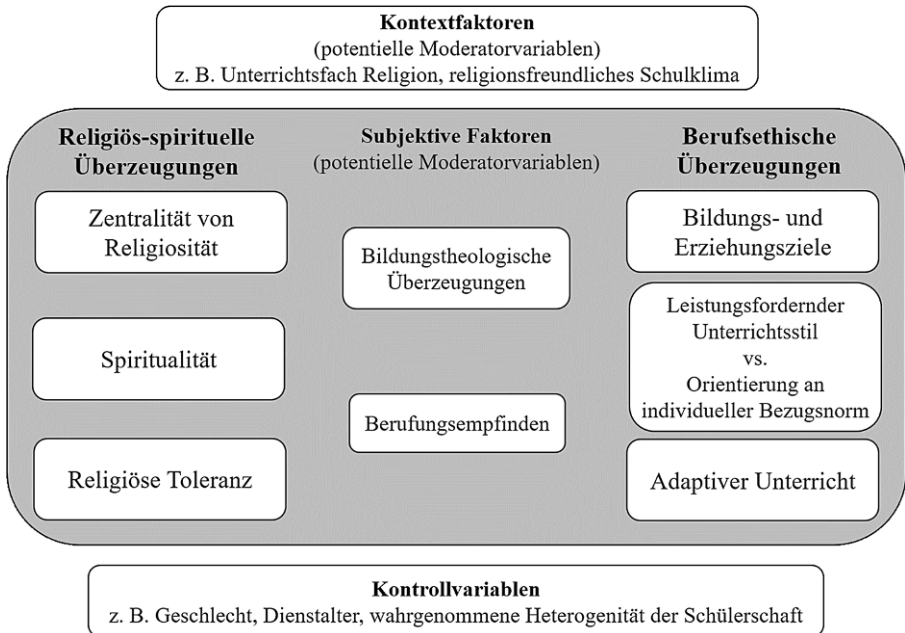 Kontextfaktoren
(potentielle Moderatorvariablen)
z. B. Unterrichtsfach Religion, religionsfreundliches Schulklima
Religiös-spirituelle
Überzeugungen
Zentralität von
Religiosität
Spiritualität
Religiöse Toleranz
Subjektive Faktoren
(potentielle Moderatorvariablen)
Bildungstheologische
Überzeugungen
Berufungsempfinden
Berufsethische
Überzeugungen
Bildungs- und
Erziehungsziele
Leistungsfordernder
Unterrichtsstil
vs.
Orientierung an
individueller Bezugsnorm
Adaptiver Unterricht
Kontrollvariablen
z. B. Geschlecht, Dienstalter, wahrgenommene Heterogenität der Schülerschaft